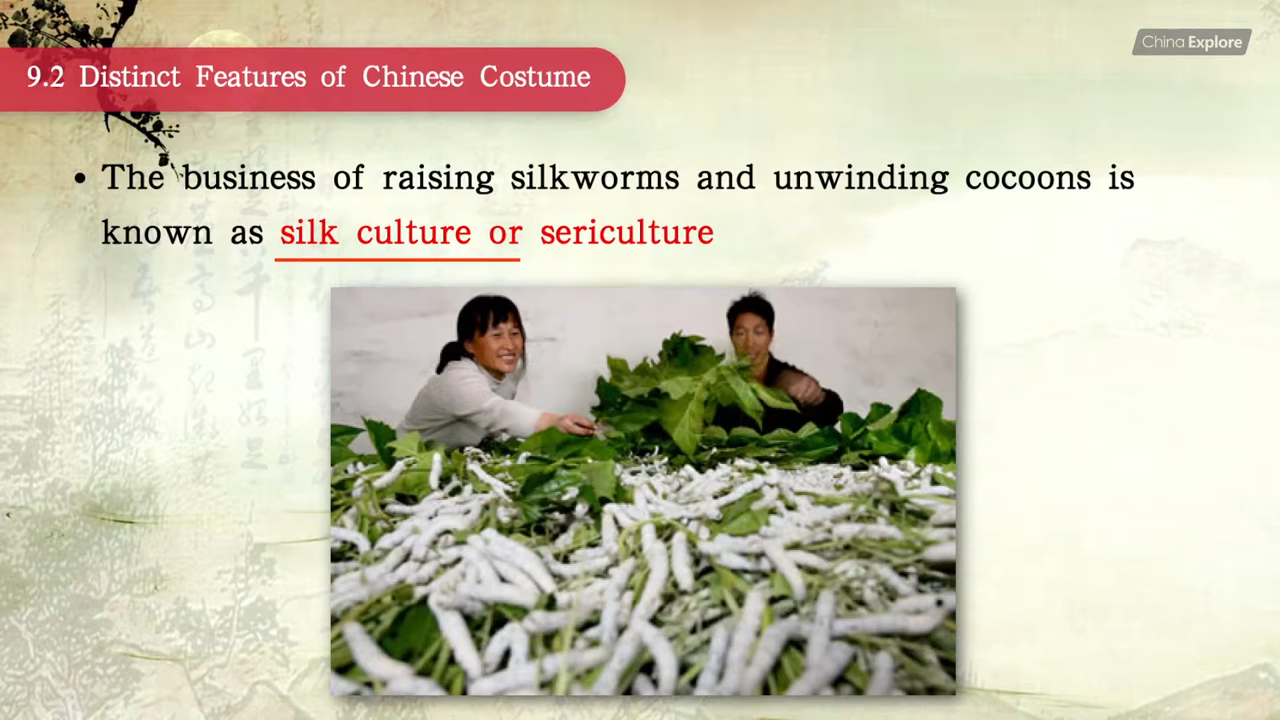 China Explore
9.2 Distinct Features of Chinese Costume
• The business of raising silkworms and unwinding cocoons is
known as silk culture or sericulture